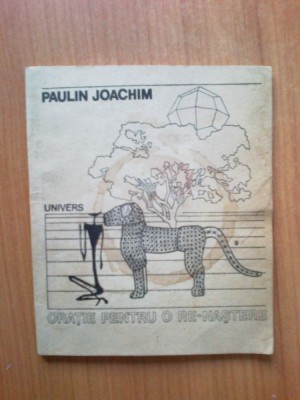 PAULIN JOACHIM
UNIVERS
ORAȚIE PENTRU O RE-NAȘTERE